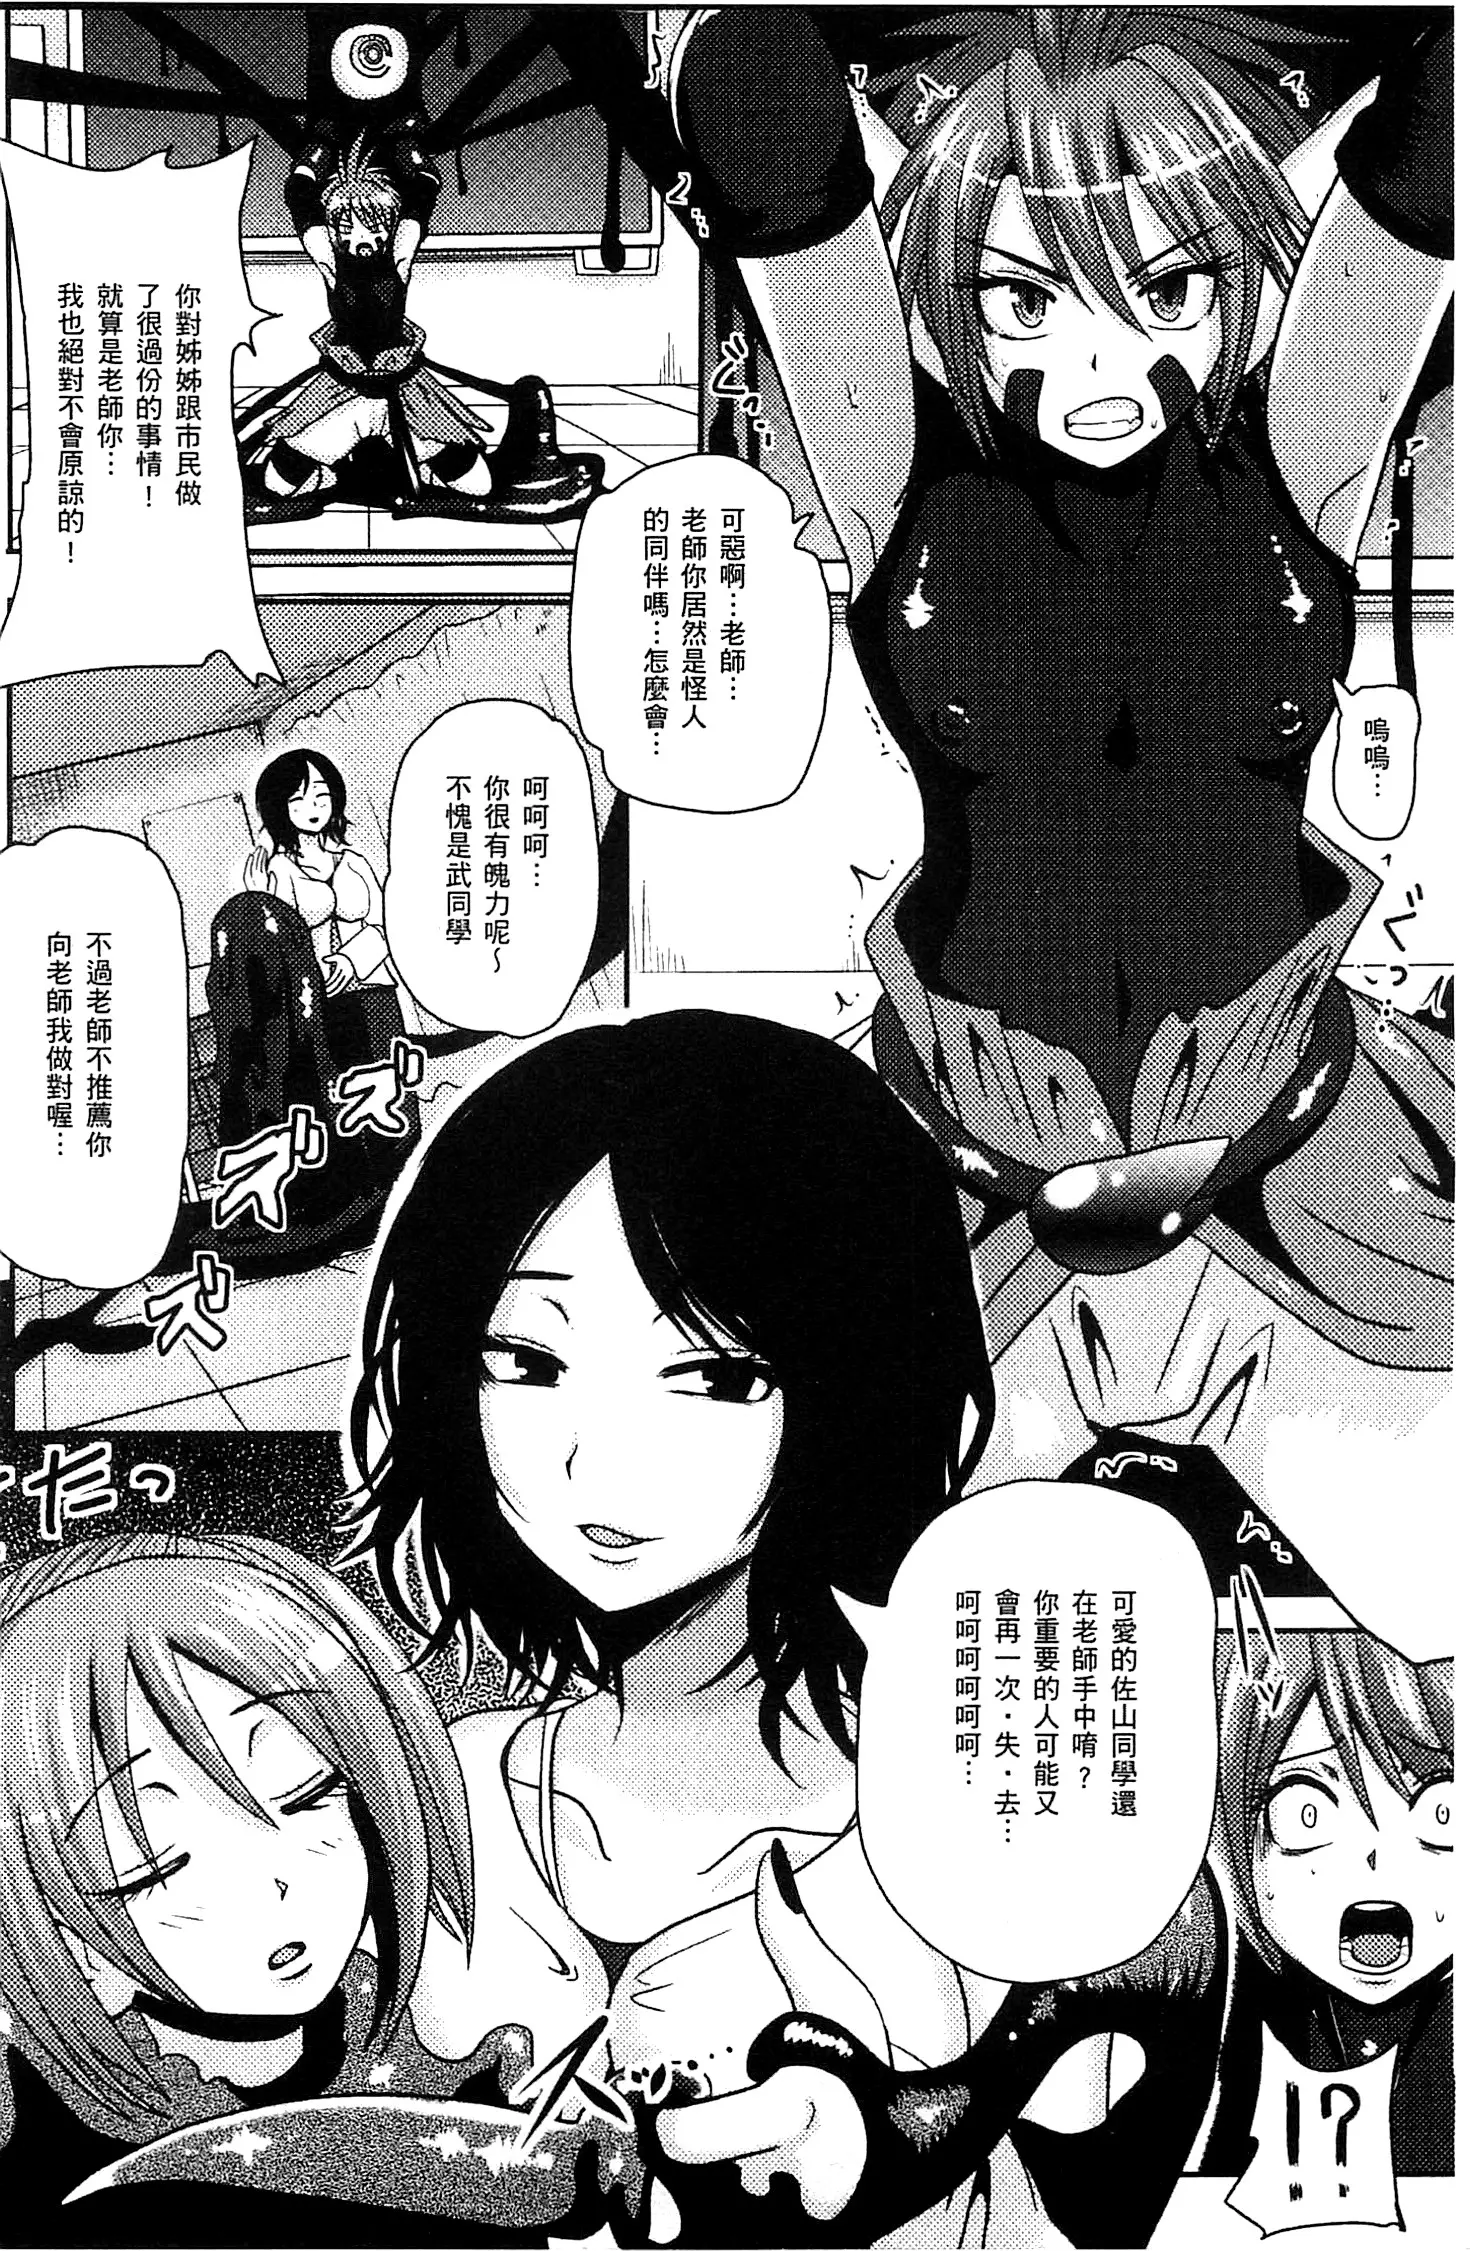 嗚嗚…
可惡啊…老師…
老師你居然是怪人
的同伴嗎…怎麼會…
你對姊姊跟市民做
了很過份的事情！
就算是老師你…
我也絕對不會原諒的！
ぐっ…
呵呵呵…
你很有魄力呢～
不愧是武同學
不過老師不推薦你
向老師我做對喔…
ズ
ズ
ズ
可愛的佐山同學還
在老師手中唷？
你重要的人可能又
會再一次・失・去…
呵呵呵呵呵呵…
!?